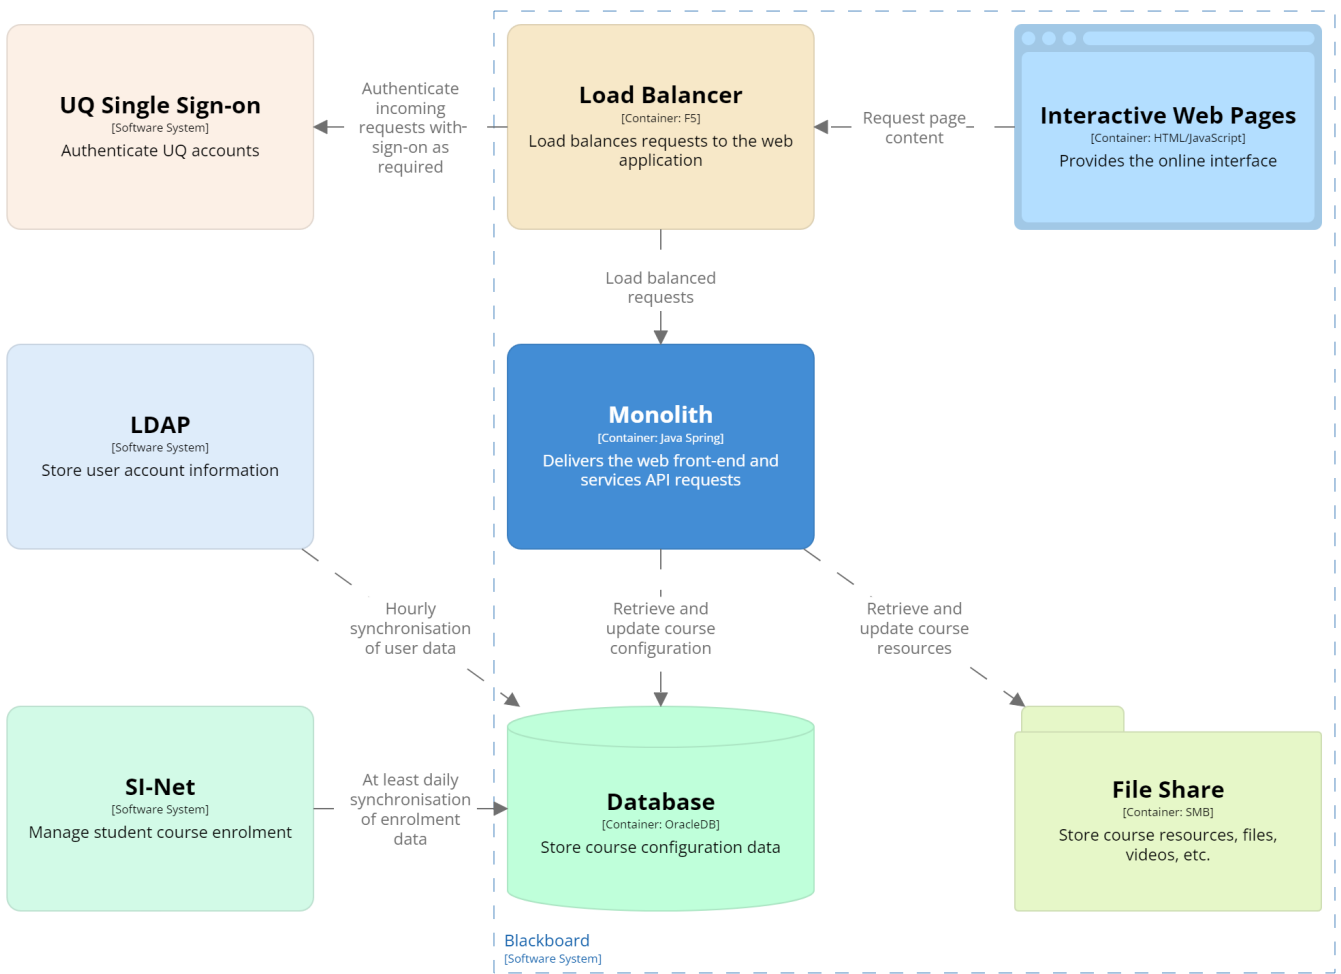 UQ Single Sign-on
[Software System]
Authenticate UQ accounts
Authenticate
incoming
requests with
sign-on as
required
Load Balancer
[Container: F5]
Load balances requests to the web
application
Request page
content
Interactive Web Pages
[Container: HTML/JavaScript]
Provides the online interface
Load balanced
requests
LDAP
[Software System]
Store user account information
Monolith
[Container: Java Spring]
Delivers the web front-end and
services API requests
Hourly
synchronisation
of user data
Retrieve and
update course
configuration
Retrieve and
update course
resources
SI-Net
[Software System]
Manage student course enrolment
At least daily
synchronisation
of enrolment
data
Database
[Container: OracleDB]
Store course configuration data
File Share
[Container: SMB]
Store course resources, files,
videos, etc.
Blackboard
[Software System]